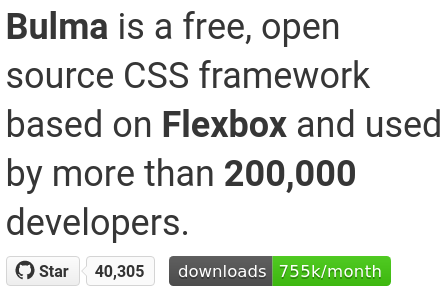 Bulma is a free, open
source CSS framework
based on Flexbox and used
by more than 200,000
developers.
Star 40,305 downloads 755k/month